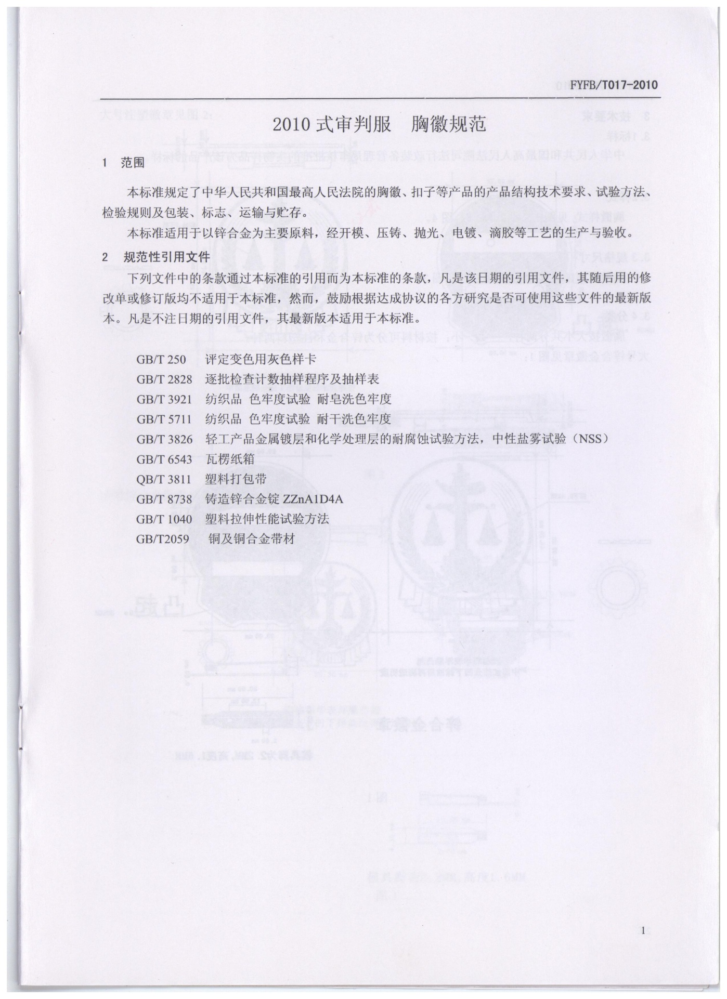 FYFB/T017-2010
2010 式审判服 胸徽规范
1 范围
本标准规定了中华人民共和国最高人民法院的胸徽、扣子等产品的产品结构技术要求、试验方法、
检验规则及包装、标志、运输与贮存。
本标准适用于以锌合金为主要原料，经开模、压铸、抛光、电镀、滴胶等工艺的生产与验收。
2 规范性引用文件
下列文件中的条款通过本标准的引用而为本标准的条款，凡是该日期的引用文件，其随后用的修
改单或修订版均不适用于本标准，然而，鼓励根据达成协议的各方研究是否可使用这些文件的最新版
本。凡是不注日期的引用文件，其最新版本适用于本标准。
GB/T 250 评定变色用灰色样卡
GB/T 2828 逐批检查计数抽样程序及抽样表
GB/T 3921 纺织品 色牢度试验 耐皂洗色牢度
GB/T 5711 纺织品 色牢度试验 耐干洗色牢度
GB/T 3826 轻工产品金属镀层和化学处理层的耐腐蚀试验方法，中性盐雾试验（NSS）
GB/T 6543 瓦楞纸箱
QB/T 3811 塑料打包带
GB/T 8738 铸造锌合金锭 ZZnA1D4A
GB/T 1040 塑料拉伸性能试验方法
GB/T2059 铜及铜合金带材
1